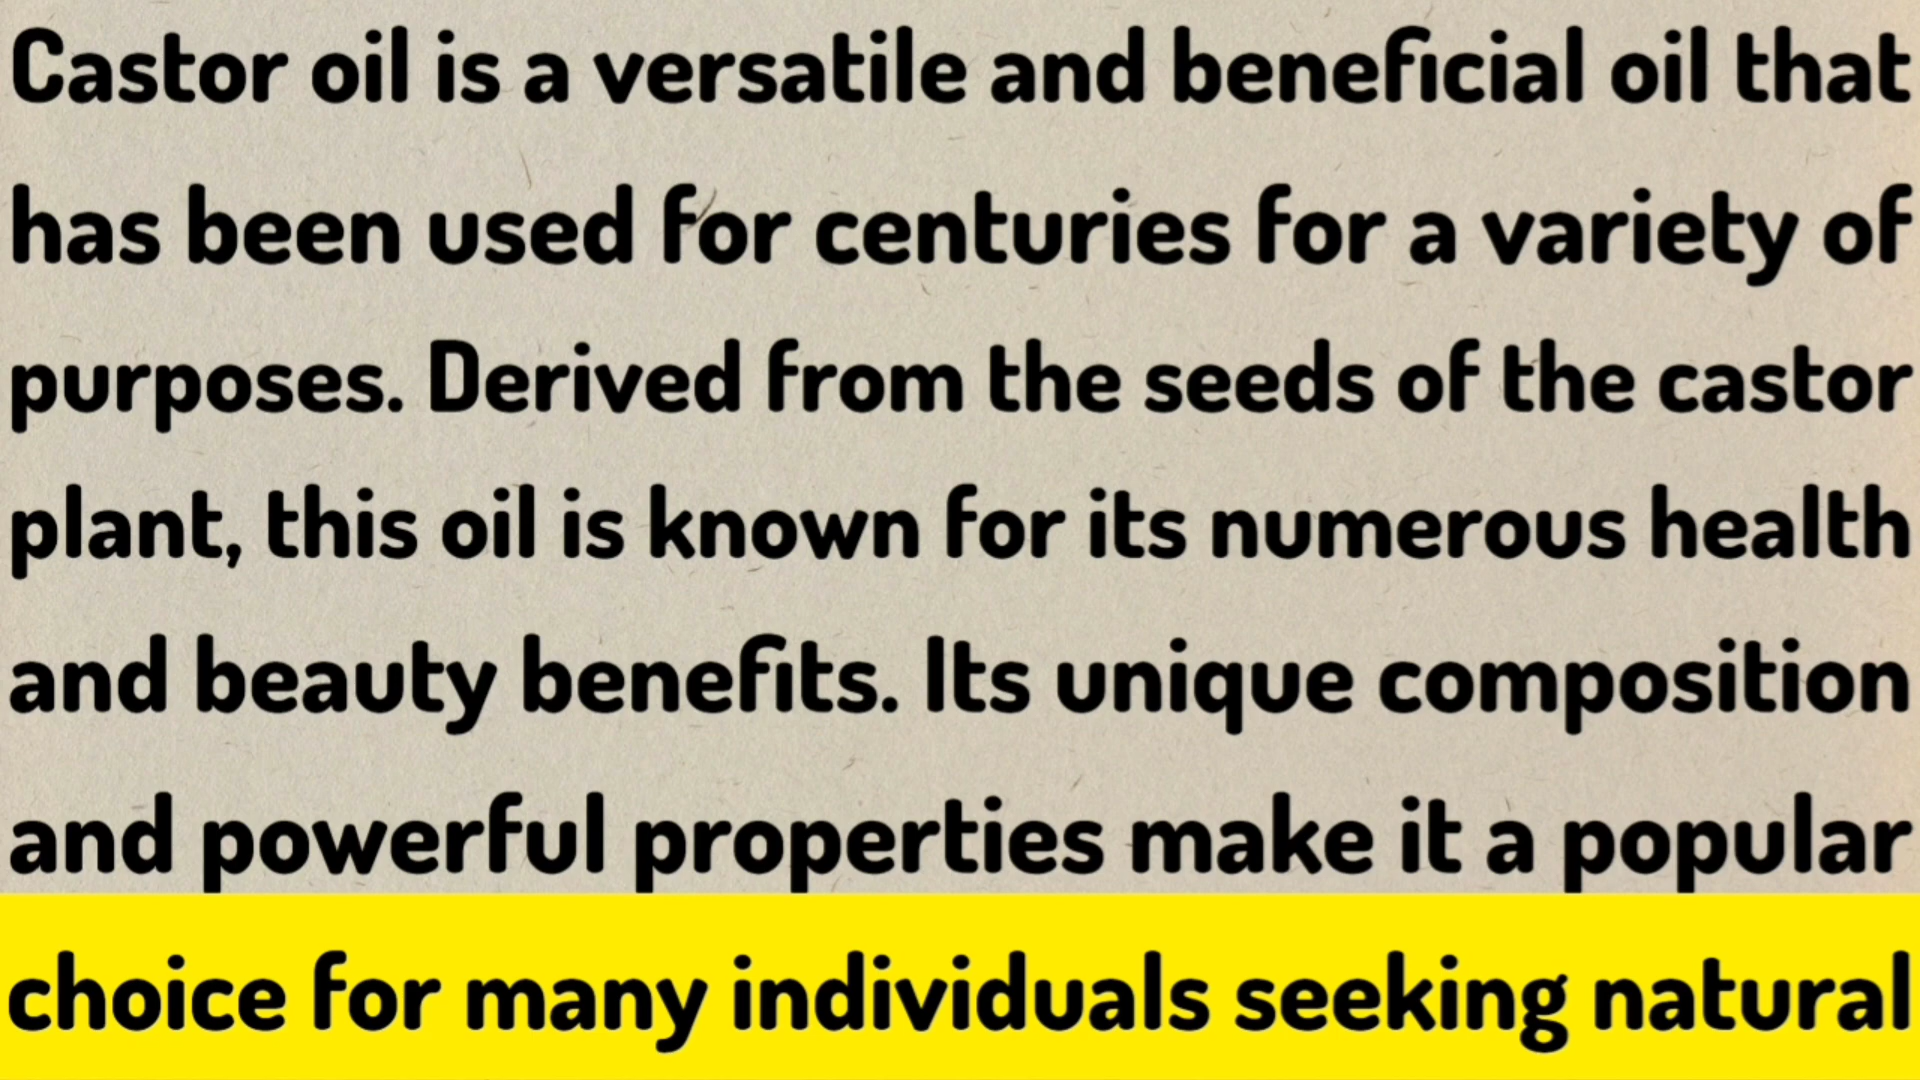 Castor oil is a versatile and beneficial oil that
has been used for centuries for a variety of
purposes. Derived from the seeds of the castor
plant, this oil is known for its numerous health
and beauty benefits. Its unique composition
and powerful properties make it a popular
choice for many individuals seeking natural